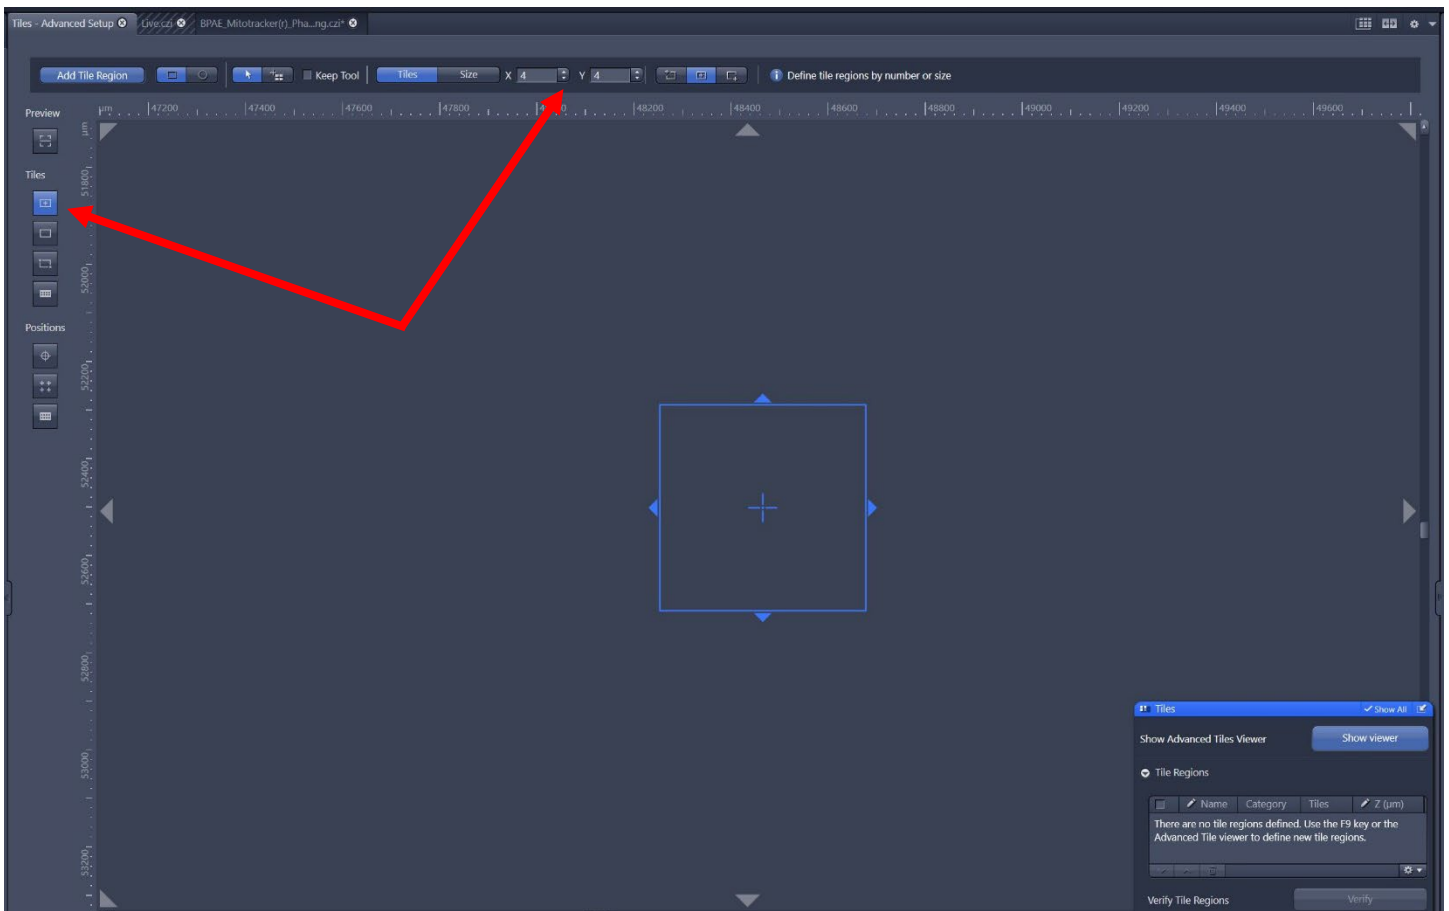 Tiles - Advanced Setup Live.czi BPAE_Mitotracker(r)_Pha...ng.czi*
Add Tile Region Keep Tool Tiles Size X 4 Y 4 Define tile regions by number or size
Preview
µm 47200 47400 47600 47800 48200 48400 48600 48800 49000 49200 49400 49600
µm
Tiles
51800
52000
Positions
52200
52400
52600
52800
53000
53200
Tiles Show All
Show Advanced Tiles Viewer Show viewer
Tile Regions
Name Category Tiles Z (µm)
There are no tile regions defined. Use the F9 key or the
Advanced Tile viewer to define new tile regions.
Verify Tile Regions Verify